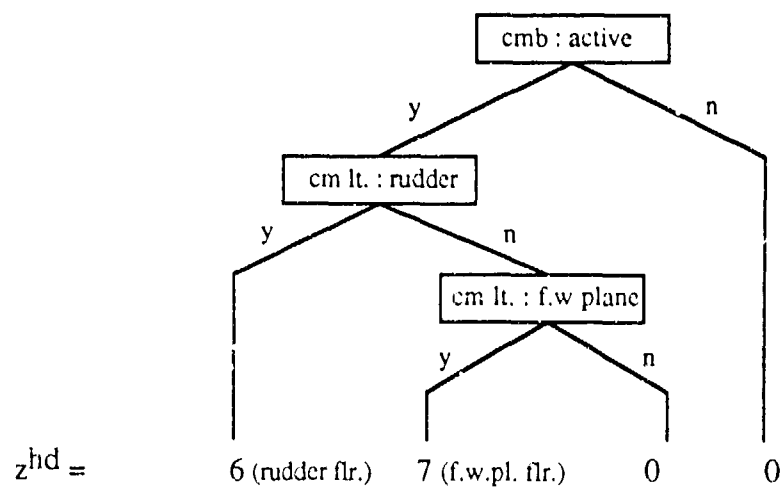 cmb : active
y
n
cm lt. : rudder
y
n
cm lt. : f.w plane
y
n
z^hd = 6 (rudder flr.) 7 (f.w.pl. flr.) 0 0